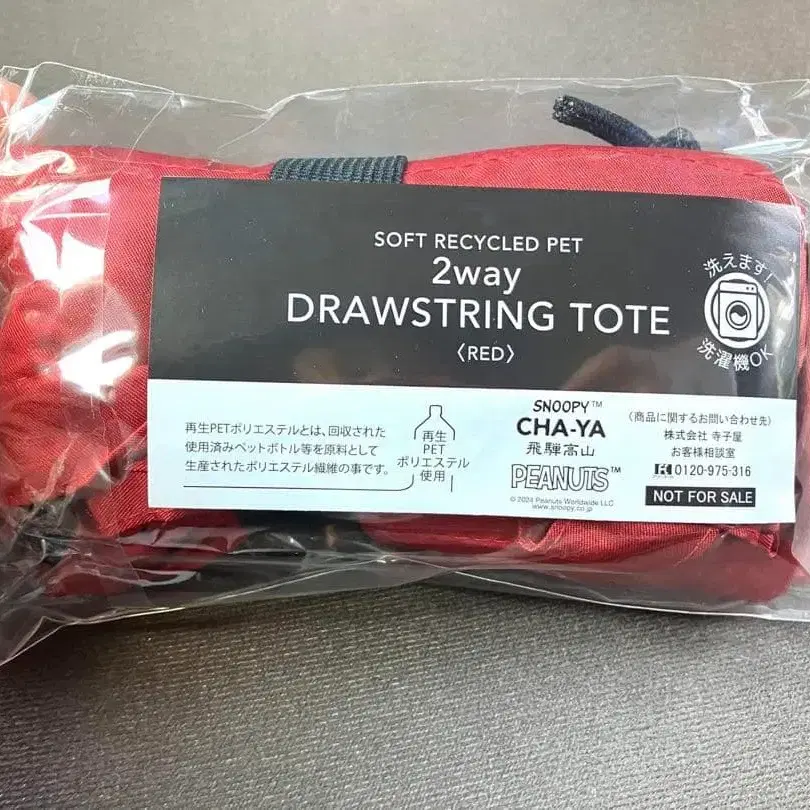 SOFT RECYCLED PET
2way
DRAWSTRING TOTE
〈RED〉
洗えます!
洗濯機OK
再生PETポリエステルとは、回収された
使用済みペットボトル等を原料として
生産されたポリエステル繊維の事です。
再生
PET
ポリエステル
使用
SNOOPY™
CHA-YA
飛騨高山
PEANUTS™
© 2024 Peanuts Worldwide LLC
www.snoopy.co.jp
〈商品に関するお問い合わせ先〉
株式会社 寺子屋
お客様相談室
0120-975-316
NOT FOR SALE